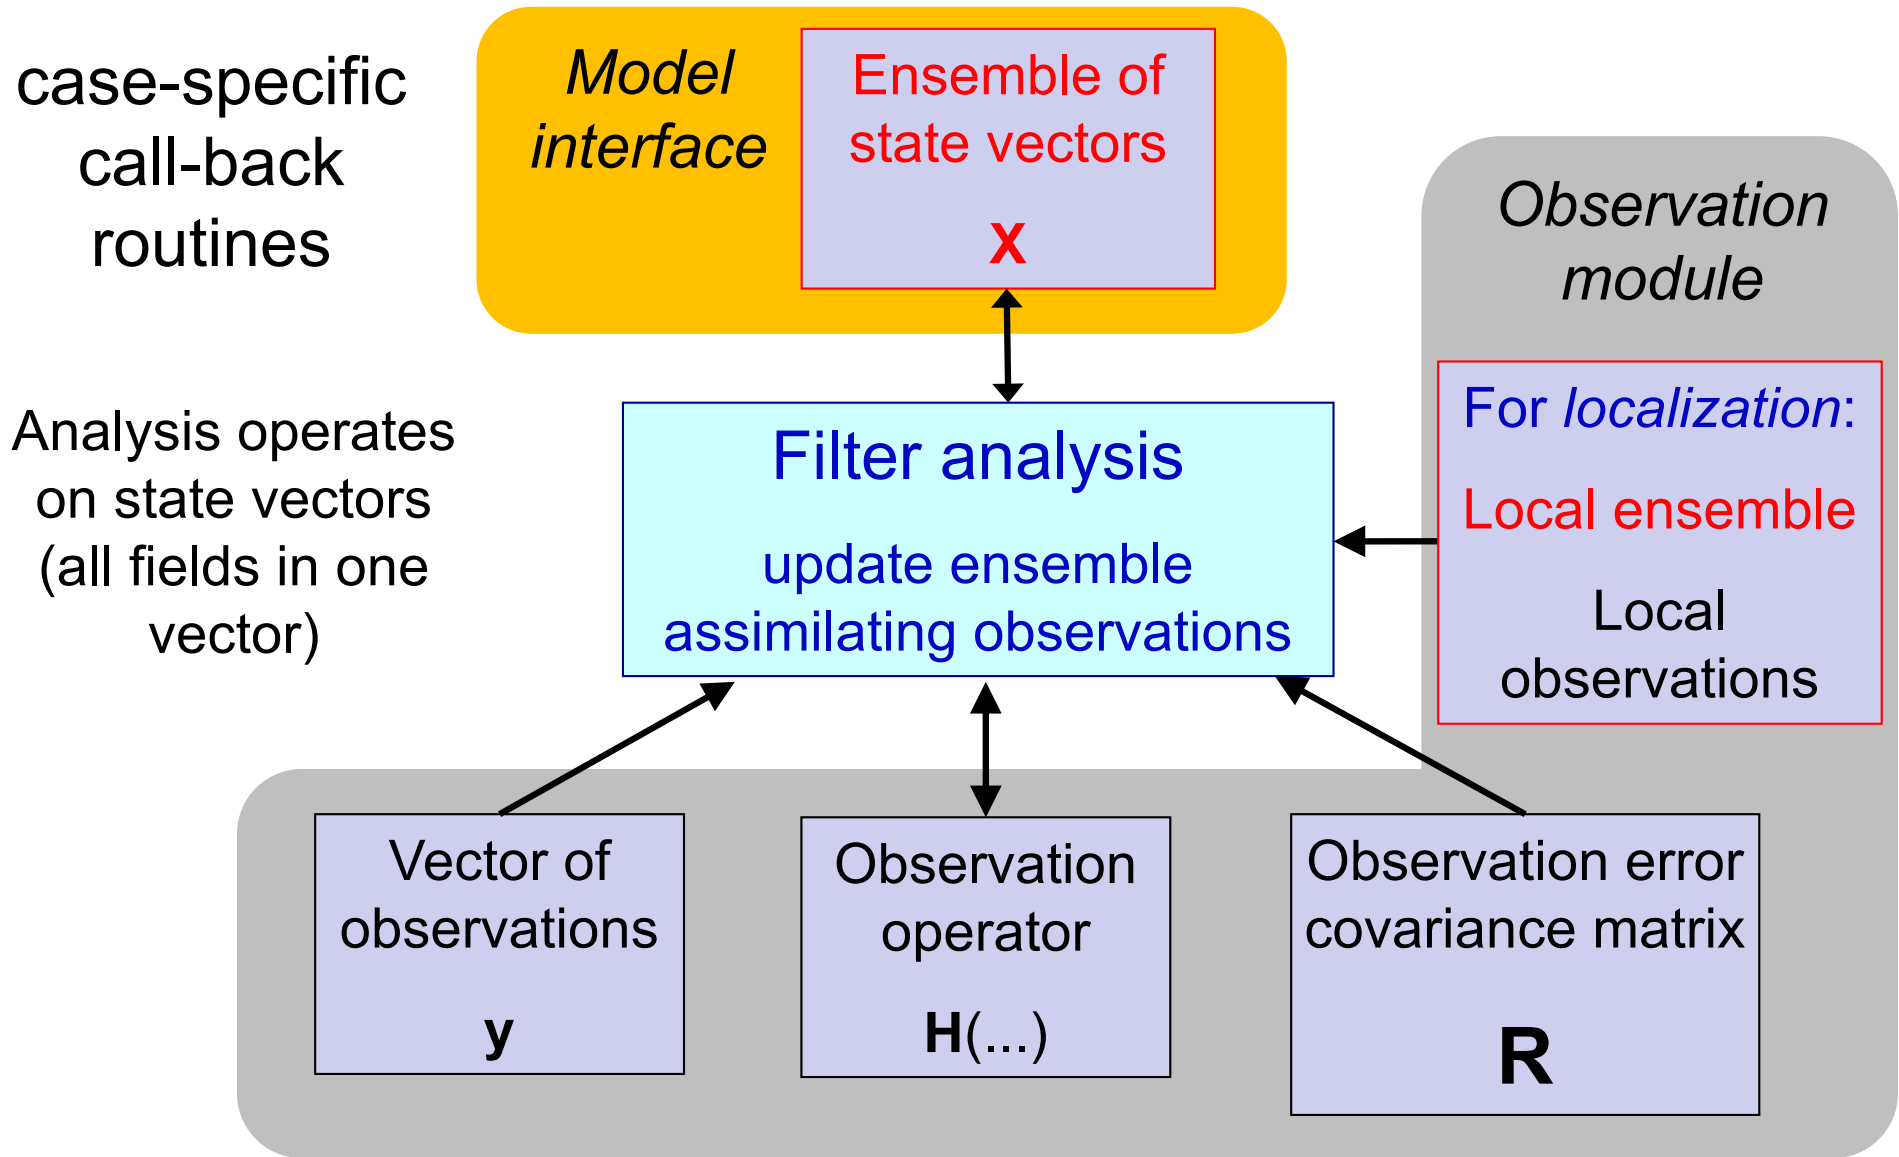 case-specific
call-back
routines
Model
interface
Ensemble of
state vectors
x
Observation
module
Analysis operates
on state vectors
(all fields in one
vector)
Filter analysis
update ensemble
assimilating observations
For localization:
Local ensemble
Local
observations
Vector of
observations
y
Observation
operator
H(...)
Observation error
covariance matrix
R